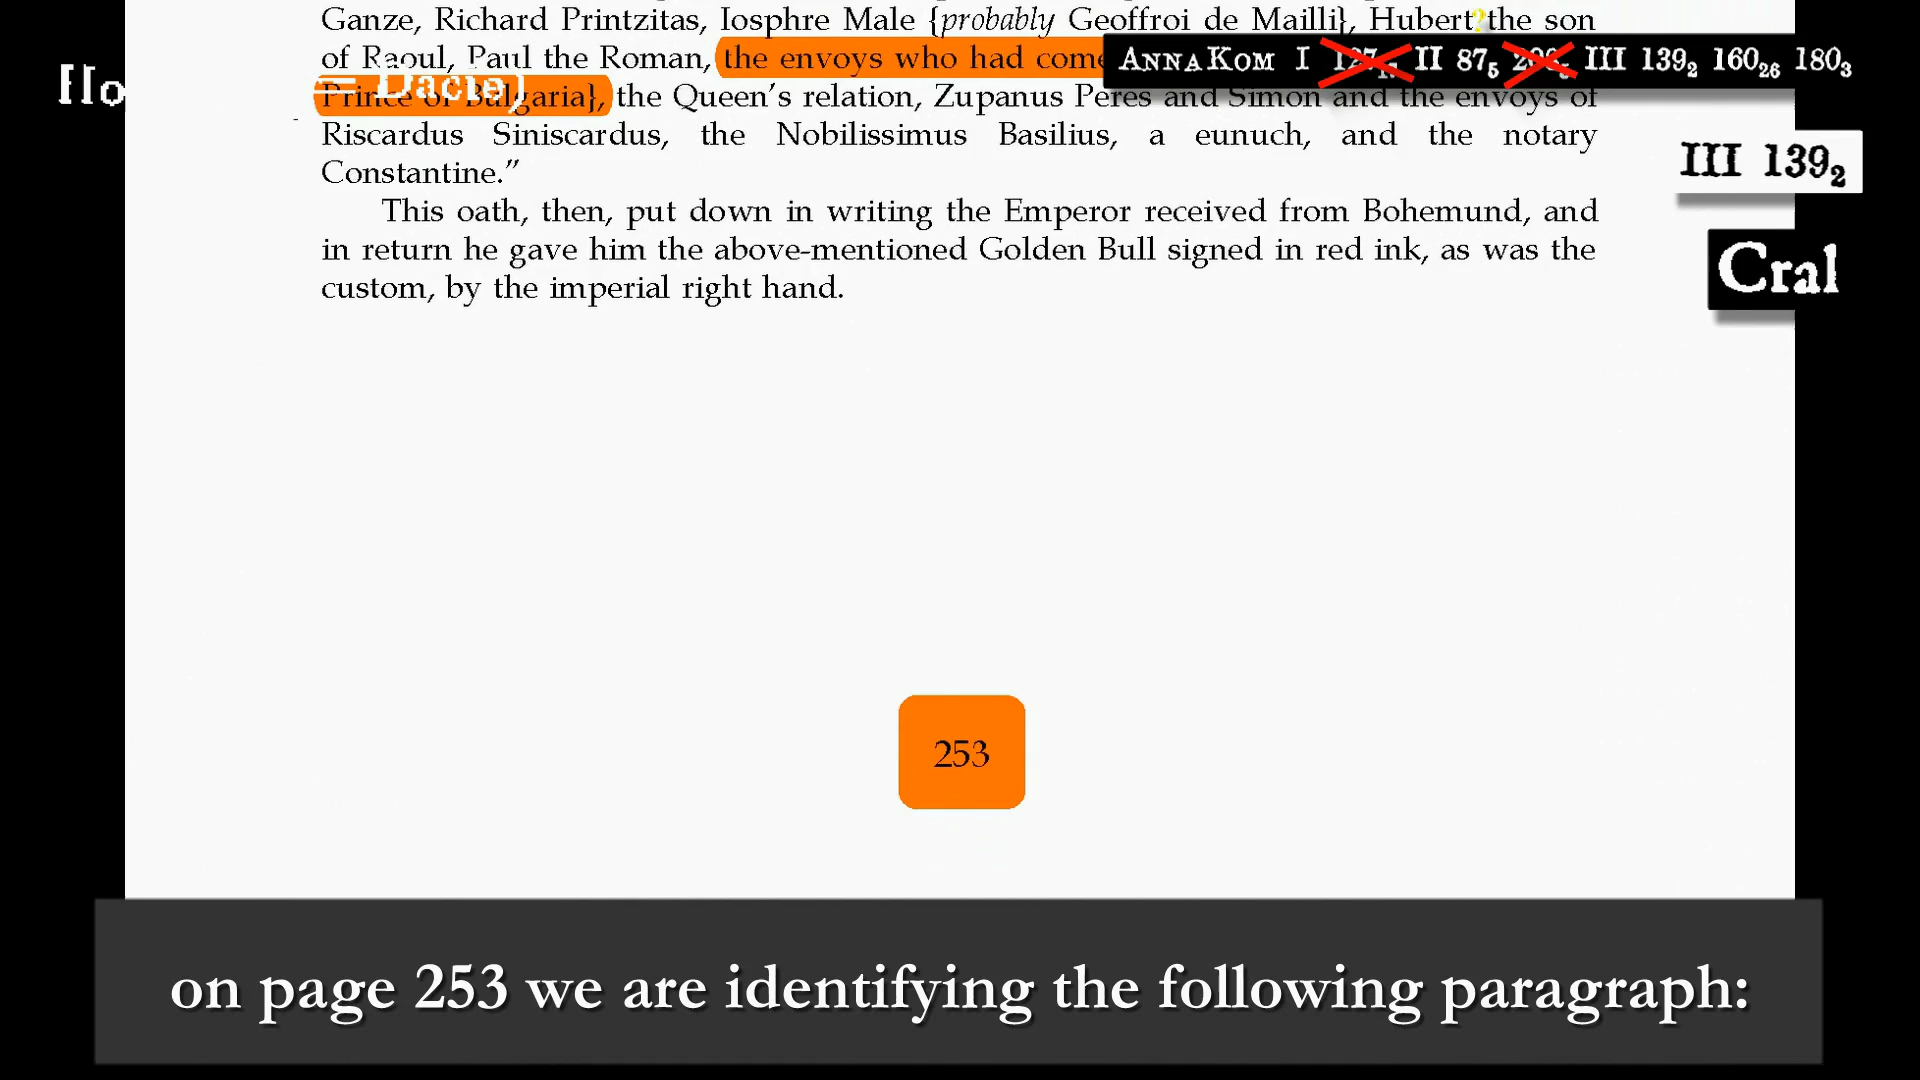 Ganze, Richard Printzitas, Iosphre Male {probably Geoffroi de Mailli}, Hubert?the son
of Raoul, Paul the Roman, the envoys who had come
ANNAKOM I II 87₅ III 139₂ 160₂₆ 180₃
= Dacie)
Prince of Bulgaria}, the Queen's relation, Zupanus Peres and Simon and the envoys of
Riscardus Siniscardus, the Nobilissimus Basilius, a eunuch, and the notary
Constantine.”
III 139₂
This oath, then, put down in writing the Emperor received from Bohemund, and
in return he gave him the above-mentioned Golden Bull signed in red ink, as was the
Cral
custom, by the imperial right hand.
253
on page 253 we are identifying the following paragraph: